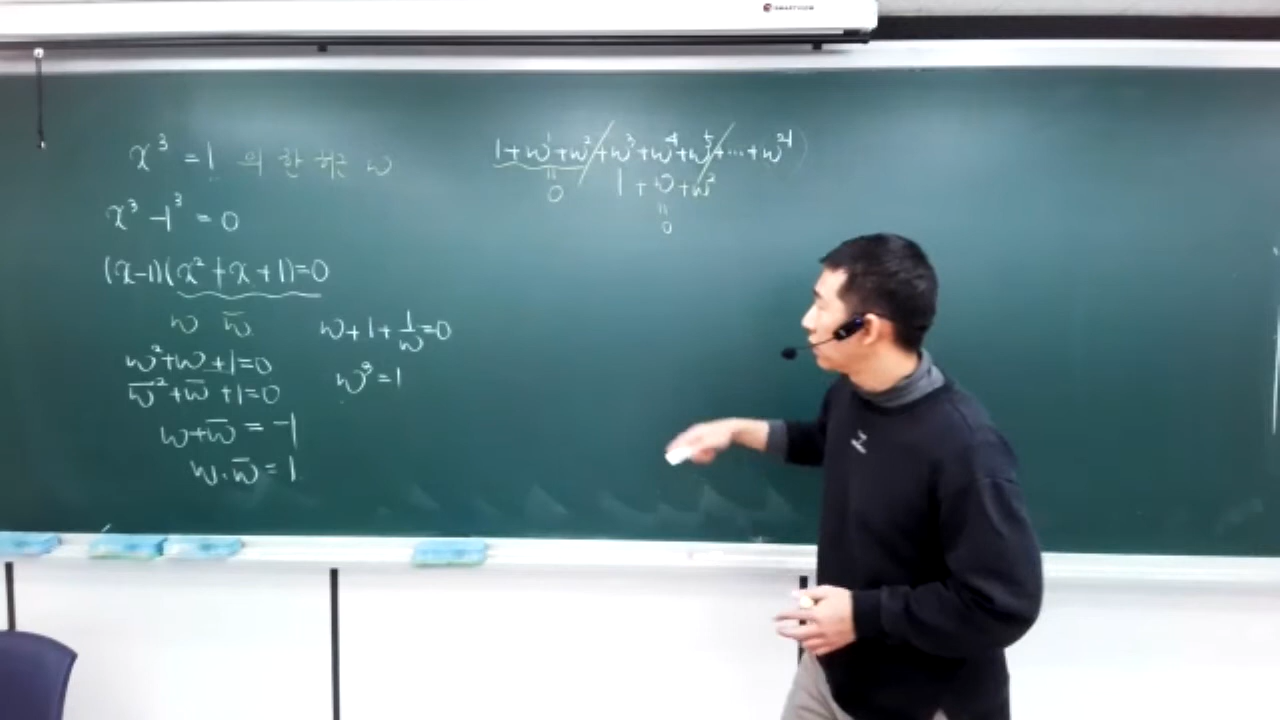 x³ = 1 의 한 허근 ω
x³ - 1³ = 0
(x-1)(x² + x + 1) = 0
ω ω̅
ω² + ω + 1 = 0
ω̅² + ω̅ + 1 = 0
ω + ω̅ = -1
ω · ω̅ = 1
ω + 1 + 1/ω = 0
ω³ = 1
1 + ω¹ + ω² + ω³ + ω⁴ + ω⁵ + ... + ω²¹
= 0
1 + ω + ω²
= 0